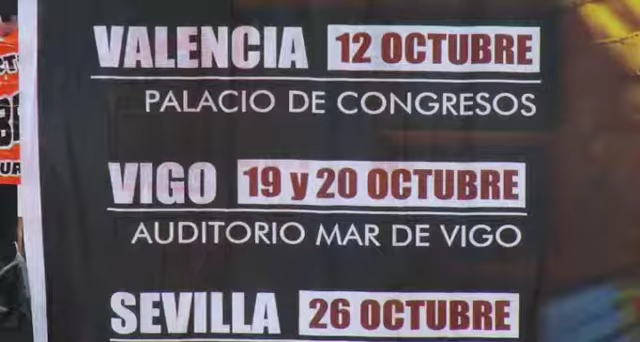 VALENCIA 12 OCTUBRE
PALACIO DE CONGRESOS
VIGO 19 y 20 OCTUBRE
AUDITORIO MAR DE VIGO
SEVILLA 26 OCTUBRE